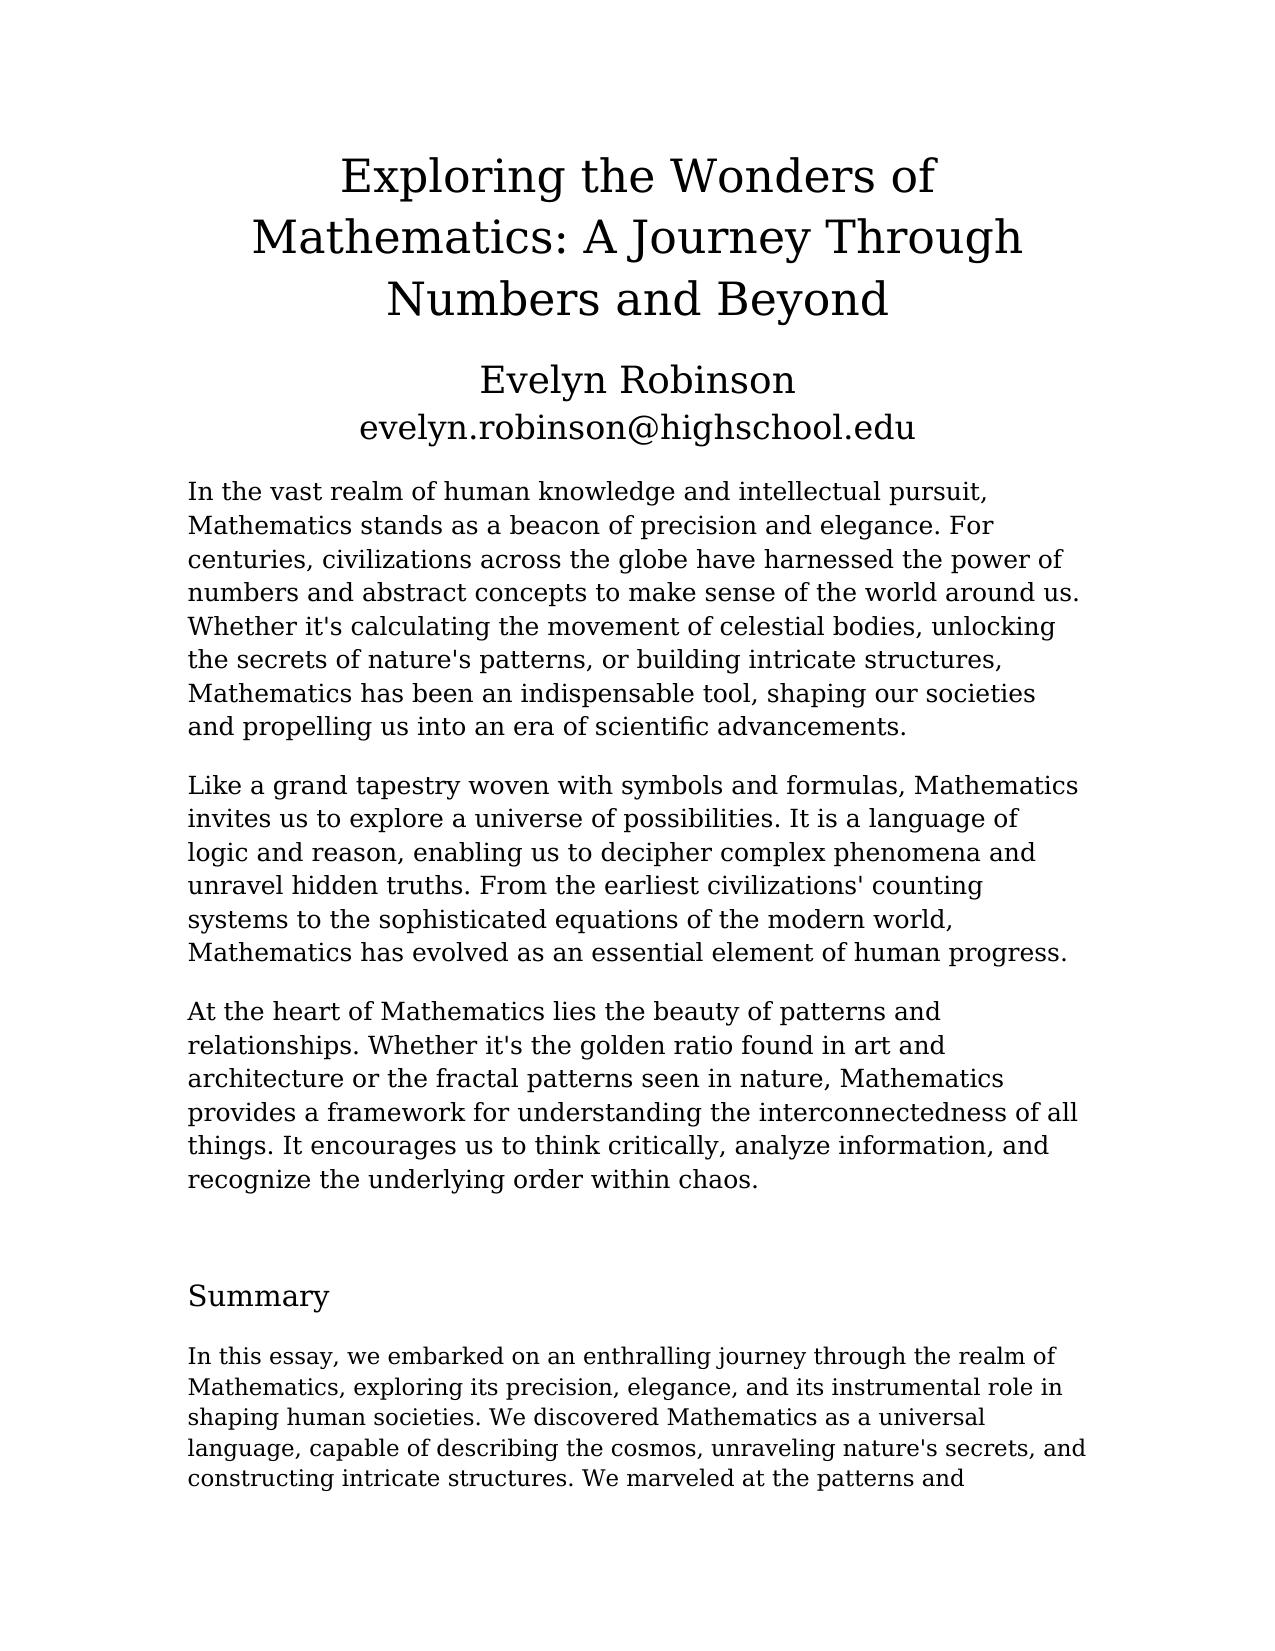 Exploring the Wonders of
Mathematics: A Journey Through
Numbers and Beyond
Evelyn Robinson
evelyn.robinson@highschool.edu
In the vast realm of human knowledge and intellectual pursuit,
Mathematics stands as a beacon of precision and elegance. For
centuries, civilizations across the globe have harnessed the power of
numbers and abstract concepts to make sense of the world around us.
Whether it's calculating the movement of celestial bodies, unlocking
the secrets of nature's patterns, or building intricate structures,
Mathematics has been an indispensable tool, shaping our societies
and propelling us into an era of scientific advancements.
Like a grand tapestry woven with symbols and formulas, Mathematics
invites us to explore a universe of possibilities. It is a language of
logic and reason, enabling us to decipher complex phenomena and
unravel hidden truths. From the earliest civilizations' counting
systems to the sophisticated equations of the modern world,
Mathematics has evolved as an essential element of human progress.
At the heart of Mathematics lies the beauty of patterns and
relationships. Whether it's the golden ratio found in art and
architecture or the fractal patterns seen in nature, Mathematics
provides a framework for understanding the interconnectedness of all
things. It encourages us to think critically, analyze information, and
recognize the underlying order within chaos.
Summary
In this essay, we embarked on an enthralling journey through the realm of
Mathematics, exploring its precision, elegance, and its instrumental role in
shaping human societies. We discovered Mathematics as a universal
language, capable of describing the cosmos, unraveling nature's secrets, and
constructing intricate structures. We marveled at the patterns and